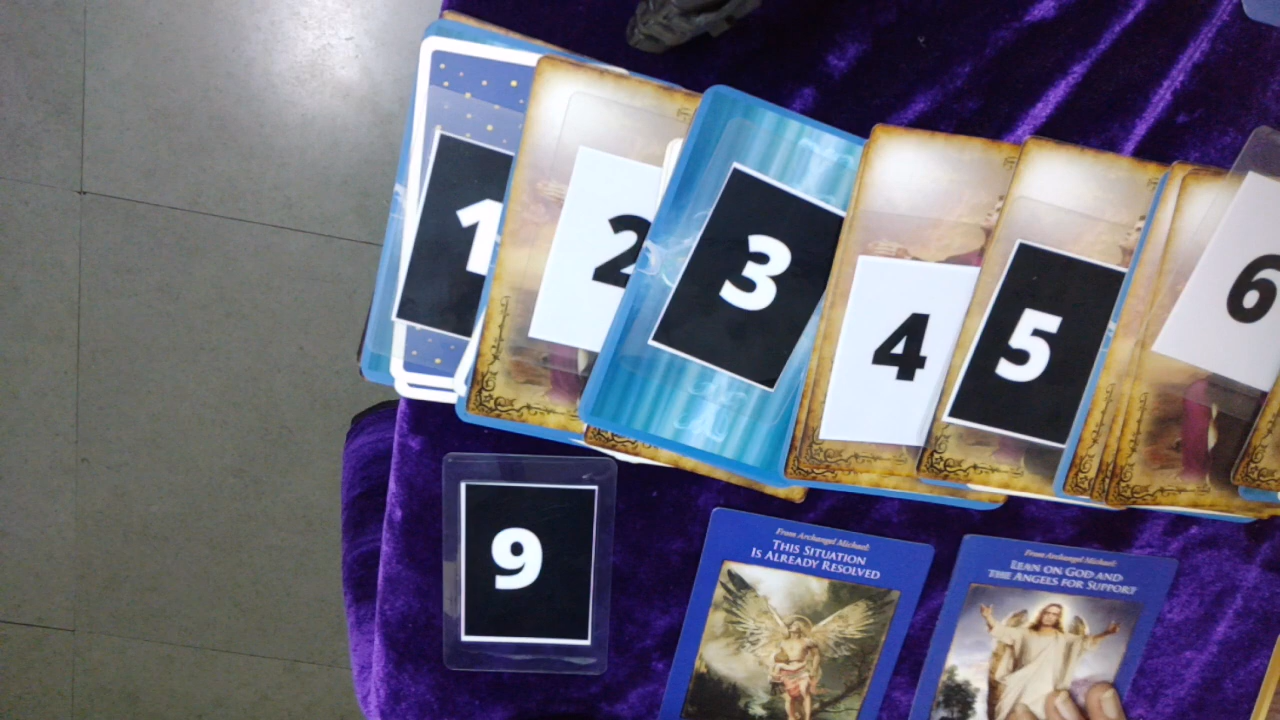 1
2
3
4
5
6
9
From Archangel Michael:
THIS SITUATION
IS ALREADY RESOLVED
From Archangel Michael:
LEAN ON GOD AND
THE ANGELS FOR SUPPORT